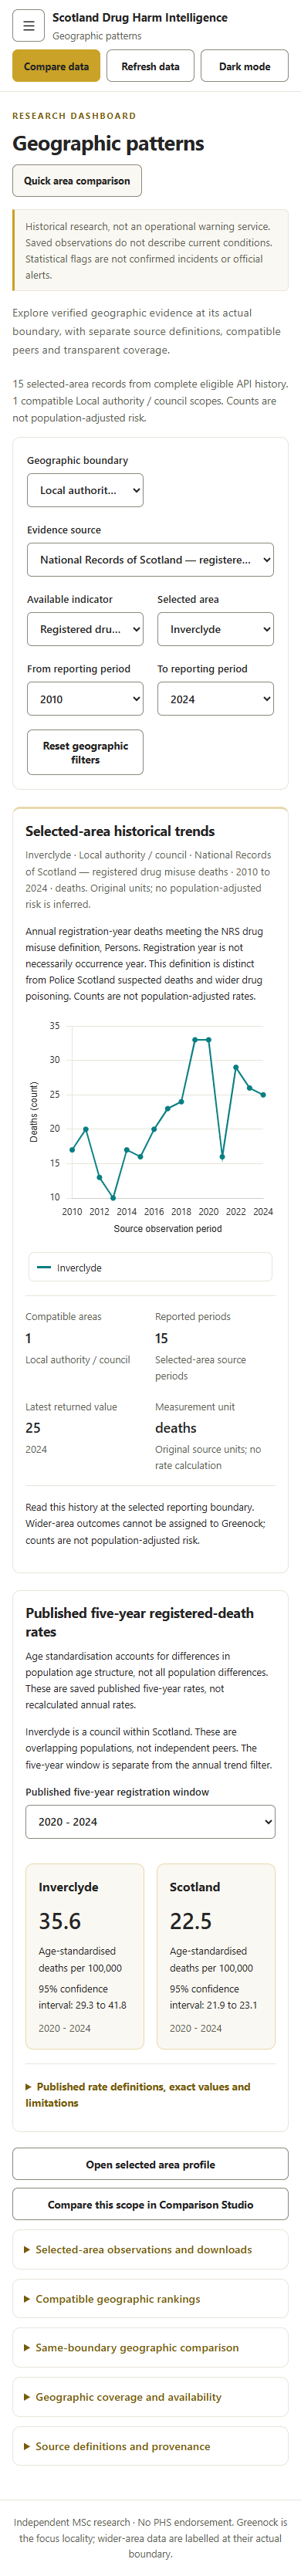 Scotland Drug Harm Intelligence
Geographic patterns
Compare data
Refresh data
Dark mode
RESEARCH DASHBOARD
Geographic patterns
Quick area comparison
Historical research, not an operational warning service.
Saved observations do not describe current conditions.
Statistical flags are not confirmed incidents or official
alerts.
Explore verified geographic evidence at its actual
boundary, with separate source definitions, compatible
peers and transparent coverage.
15 selected-area records from complete eligible API history.
1 compatible Local authority / council scopes. Counts are
not population-adjusted risk.
Geographic boundary
Local authorit...
Evidence source
National Records of Scotland — registere...
Available indicator
Selected area
Registered dru...
Inverclyde
From reporting period
To reporting period
2010
2024
Reset geographic
filters
Selected-area historical trends
Inverclyde · Local authority / council · National Records
of Scotland — registered drug misuse deaths · 2010 to
2024 · deaths. Original units; no population-adjusted
risk is inferred.
Annual registration-year deaths meeting the NRS drug
misuse definition, Persons. Registration year is not
necessarily occurrence year. This definition is distinct
from Police Scotland suspected deaths and wider drug
poisoning. Counts are not population-adjusted rates.
35
30
25
20
15
10
Deaths (count)
2010 2012 2014 2016 2018 2020 2022 2024
Source observation period
Inverclyde
Compatible areas
1
Local authority / council
Reported periods
15
Selected-area source
periods
Latest returned value
25
2024
Measurement unit
deaths
Original source units; no
rate calculation
Read this history at the selected reporting boundary.
Wider-area outcomes cannot be assigned to Greenock;
counts are not population-adjusted risk.
Published five-year registered-death
rates
Age standardisation accounts for differences in
population age structure, not all population differences.
These are saved published five-year rates, not
recalculated annual rates.
Inverclyde is a council within Scotland. These are
overlapping populations, not independent peers. The
five-year window is separate from the annual trend filter.
Published five-year registration window
2020 - 2024
Inverclyde
35.6
Age-standardised
deaths per 100,000
95% confidence
interval: 29.3 to 41.8
2020 - 2024
Scotland
22.5
Age-standardised
deaths per 100,000
95% confidence
interval: 21.9 to 23.1
2020 - 2024
Published rate definitions, exact values and
limitations
Open selected area profile
Compare this scope in Comparison Studio
Selected-area observations and downloads
Compatible geographic rankings
Same-boundary geographic comparison
Geographic coverage and availability
Source definitions and provenance
Independent MSc research · No PHS endorsement. Greenock is
the focus locality; wider-area data are labelled at their actual
boundary.